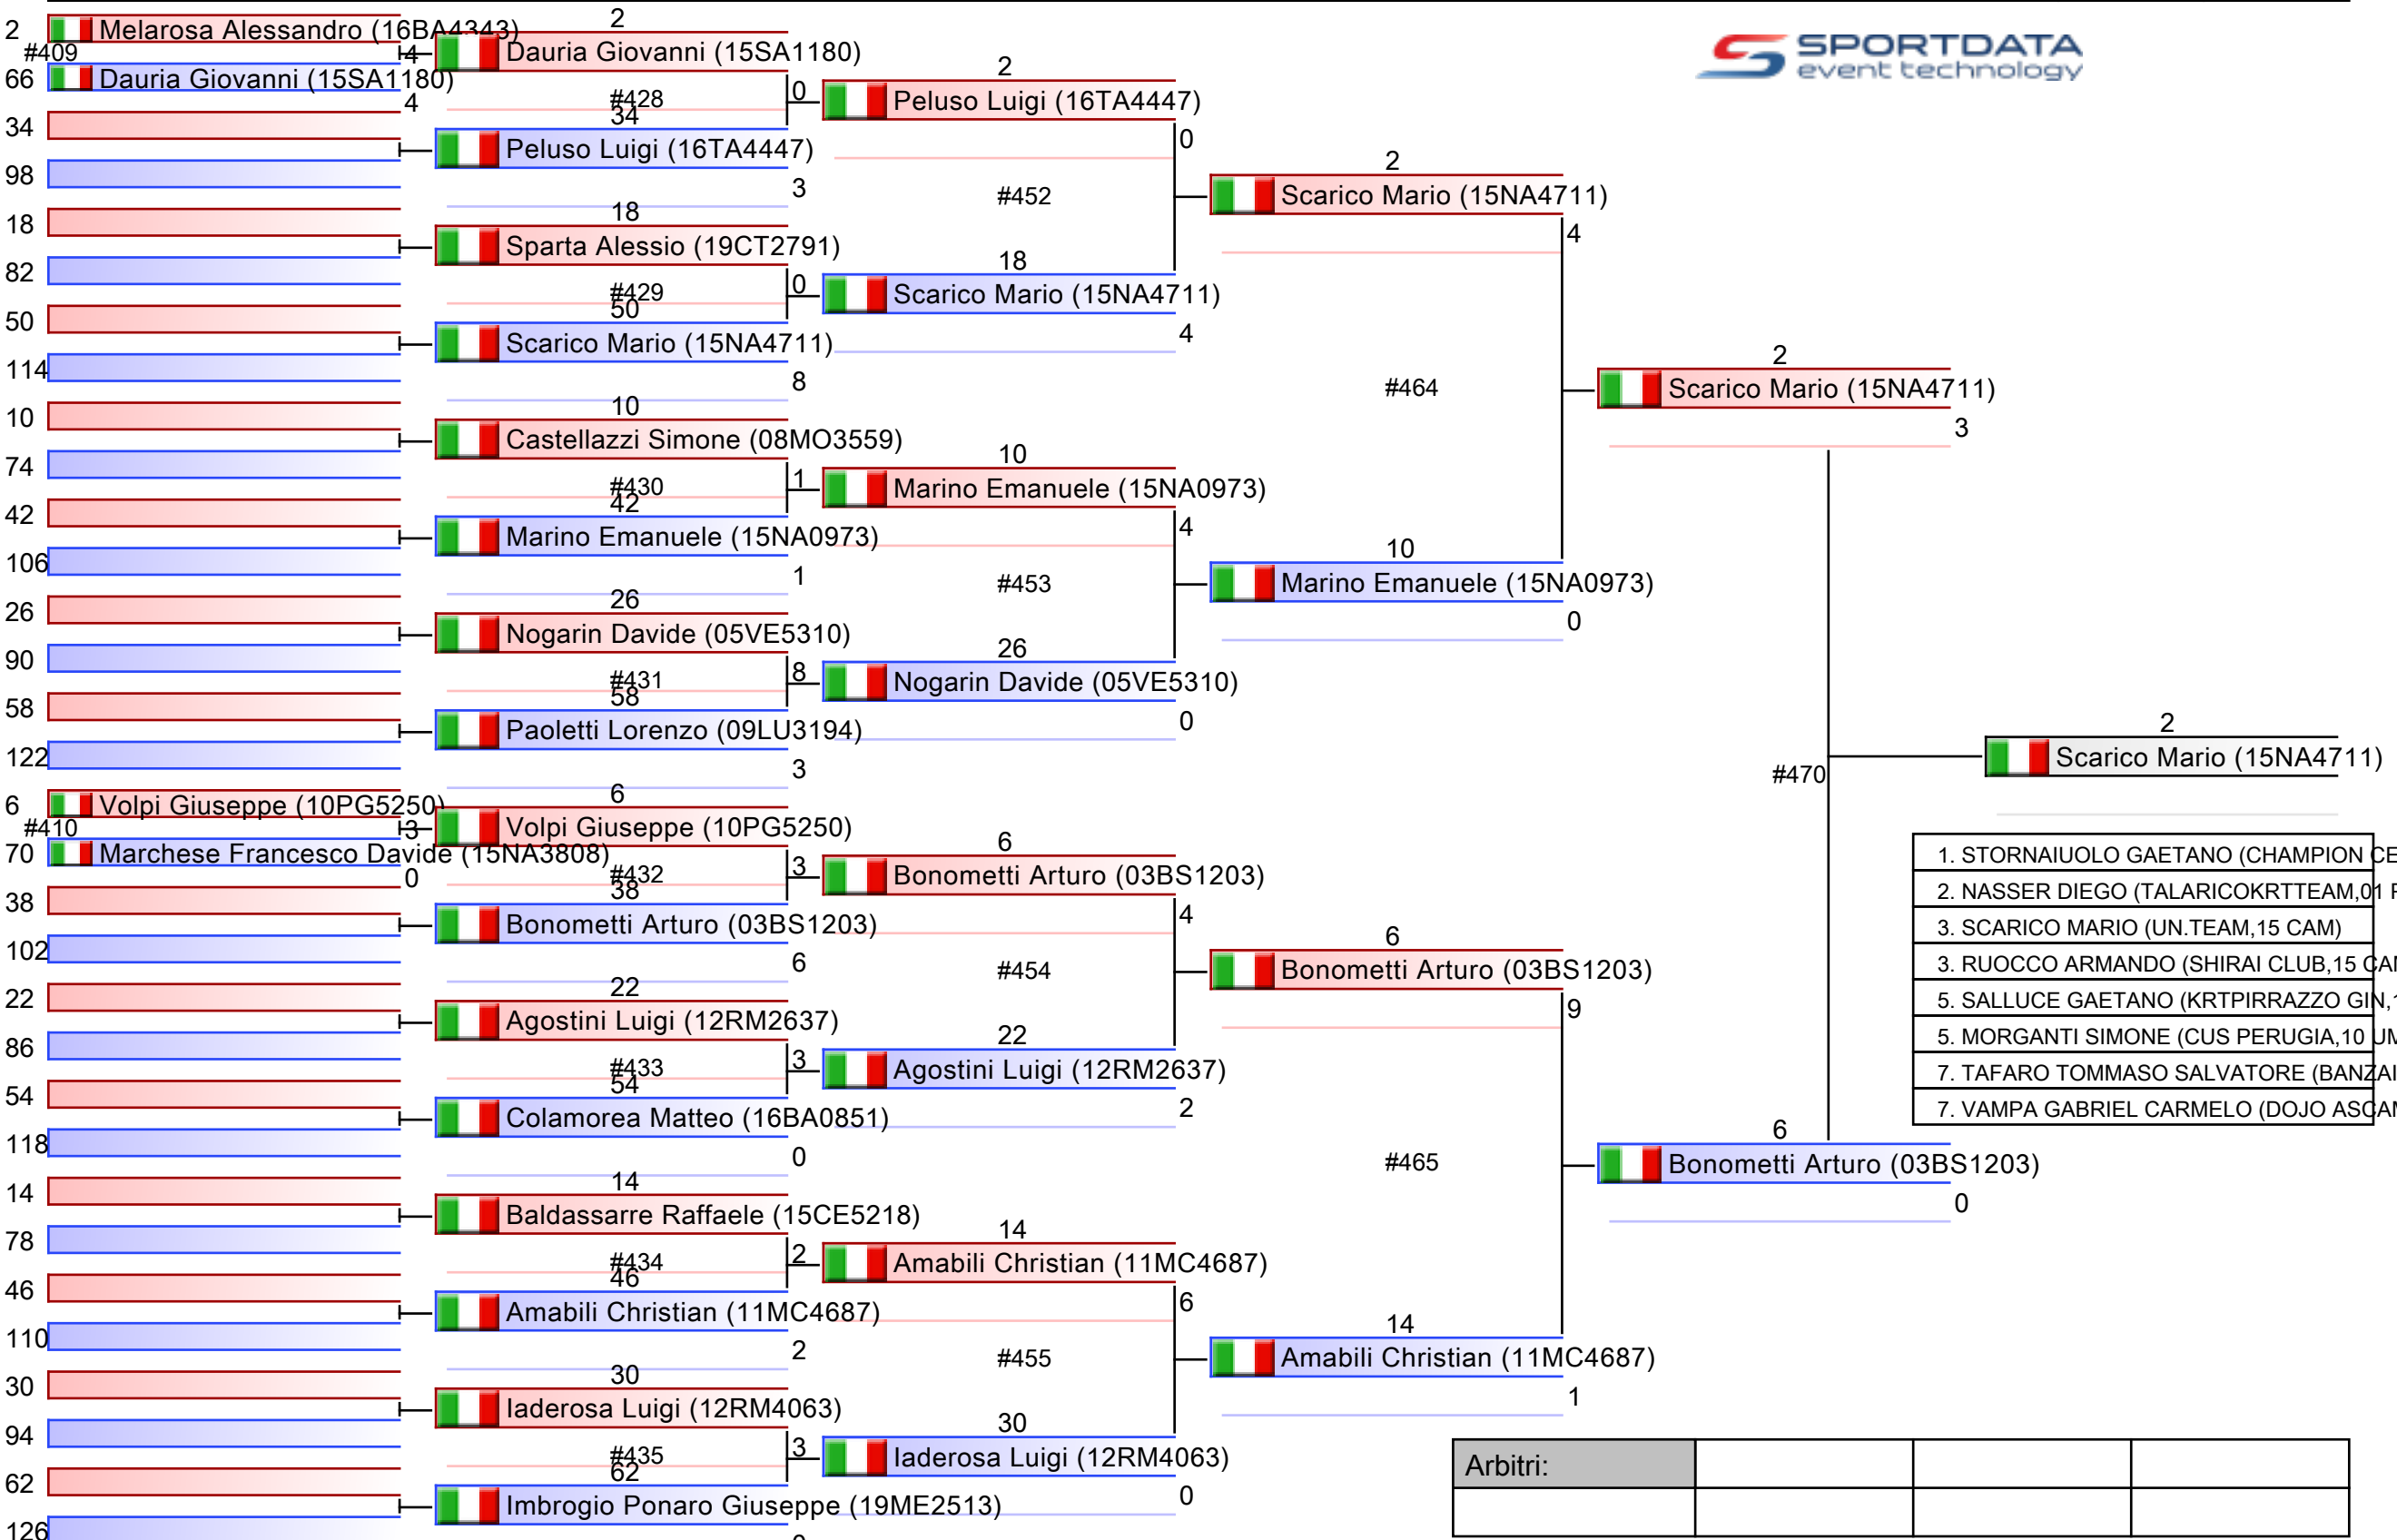 SPORTDATA
event technology
2 Melarosa Alessandro (16BA4343)
#409
4
66 Dauria Giovanni (15SA1180)
4
34
98
18
82
50
114
10
74
42
106
26
90
58
122
6 Volpi Giuseppe (10PG5250)
#410
3
70 Marchese Francesco Davide (15NA3808)
0
38
102
22
86
54
118
14
78
46
110
30
94
62
126
2
Dauria Giovanni (15SA1180)
0
#428
34
Peluso Luigi (16TA4447)
3
18
Sparta Alessio (19CT2791)
0
#429
50
Scarico Mario (15NA4711)
8
10
Castellazzi Simone (08MO3559)
1
#430
42
Marino Emanuele (15NA0973)
1
26
Nogarin Davide (05VE5310)
8
#431
58
Paoletti Lorenzo (09LU3194)
3
6
Volpi Giuseppe (10PG5250)
3
#432
38
Bonometti Arturo (03BS1203)
6
22
Agostini Luigi (12RM2637)
3
#433
54
Colamorea Matteo (16BA0851)
0
14
Baldassarre Raffaele (15CE5218)
2
#434
46
Amabili Christian (11MC4687)
2
30
Iaderosa Luigi (12RM4063)
3
#435
62
Imbrogio Ponaro Giuseppe (19ME2513)
2
Peluso Luigi (16TA4447)
0
#452
18
Scarico Mario (15NA4711)
4
10
Marino Emanuele (15NA0973)
4
#453
26
Nogarin Davide (05VE5310)
0
6
Bonometti Arturo (03BS1203)
4
#454
22
Agostini Luigi (12RM2637)
2
14
Amabili Christian (11MC4687)
6
#455
30
Iaderosa Luigi (12RM4063)
0
2
Scarico Mario (15NA4711)
4
#464
10
Marino Emanuele (15NA0973)
0
6
Bonometti Arturo (03BS1203)
9
#465
14
Amabili Christian (11MC4687)
1
2
Scarico Mario (15NA4711)
3
#470
6
Bonometti Arturo (03BS1203)
0
2
Scarico Mario (15NA4711)
1. STORNAIUOLO GAETANO (CHAMPION CE
2. NASSER DIEGO (TALARICOKRTTEAM,01
3. SCARICO MARIO (UN.TEAM,15 CAM)
3. RUOCCO ARMANDO (SHIRAI CLUB,15 CA
5. SALLUCE GAETANO (KRTPIRRAZZO GIN,
5. MORGANTI SIMONE (CUS PERUGIA,10 UM
7. TAFARO TOMMASO SALVATORE (BANZAI
7. VAMPA GABRIEL CARMELO (DOJO ASCAM
Arbitri: